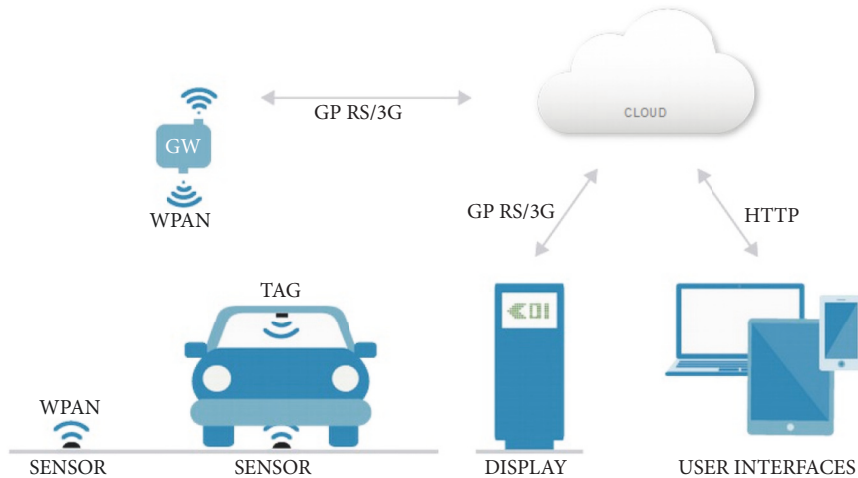 GP RS/3G
CLOUD
GW
WPAN
GP RS/3G
HTTP
TAG
WPAN
SENSOR
SENSOR
DISPLAY
USER INTERFACES